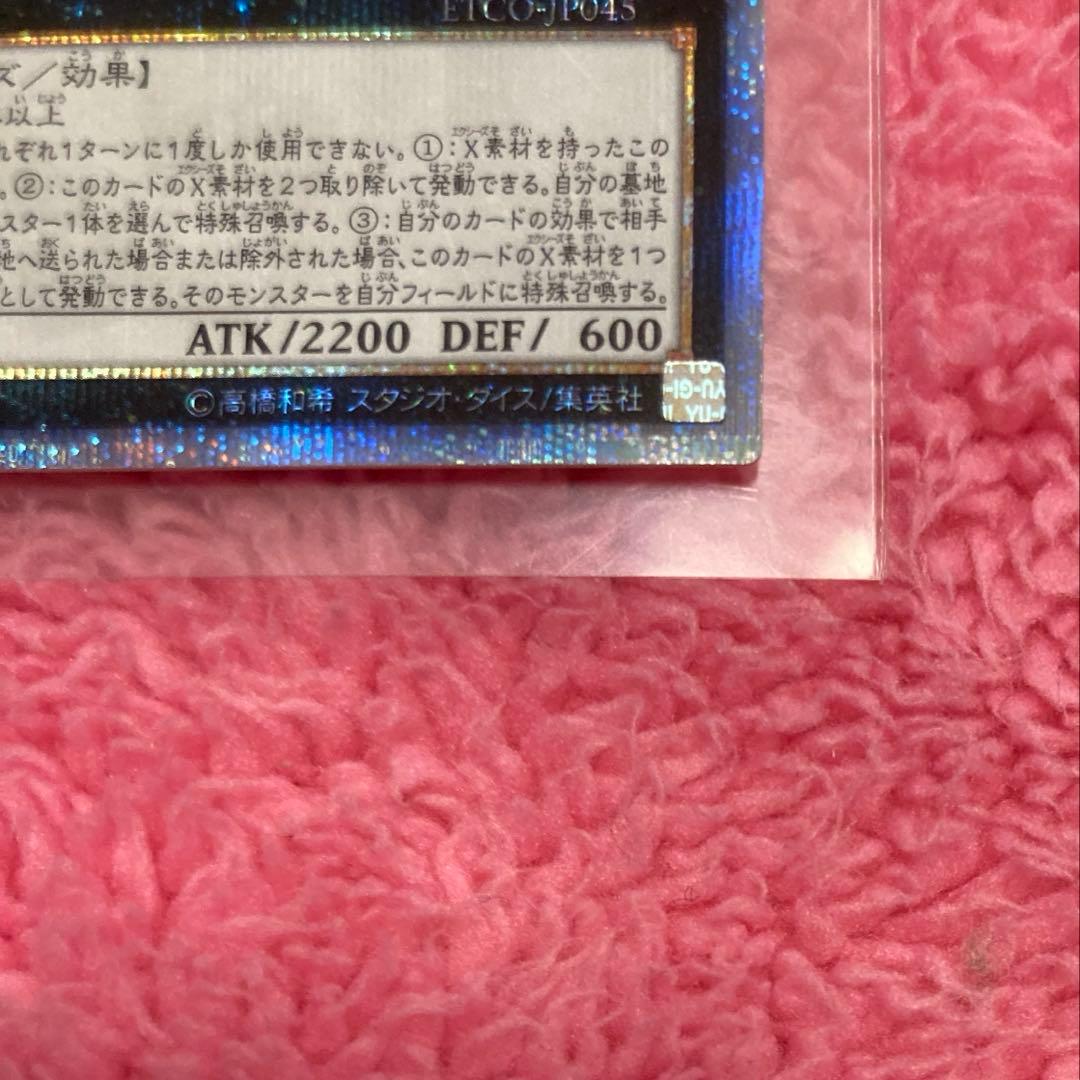 ETCO-JP045
ズ／効果】
以上
れぞれ1ターンに1度しか使用できない。①：X素材を持ったこの
。②：このカードのX素材を2つ取り除いて発動できる。自分の墓地
スター1体を選んで特殊召喚する。③：自分のカードの効果で相手
地へ送られた場合または除外された場合、このカードのX素材を1つ
として発動できる。そのモンスターを自分フィールドに特殊召喚する。
ATK/2200 DEF/ 600
©高橋和希 スタジオ・ダイス/集英社
YU-GI-